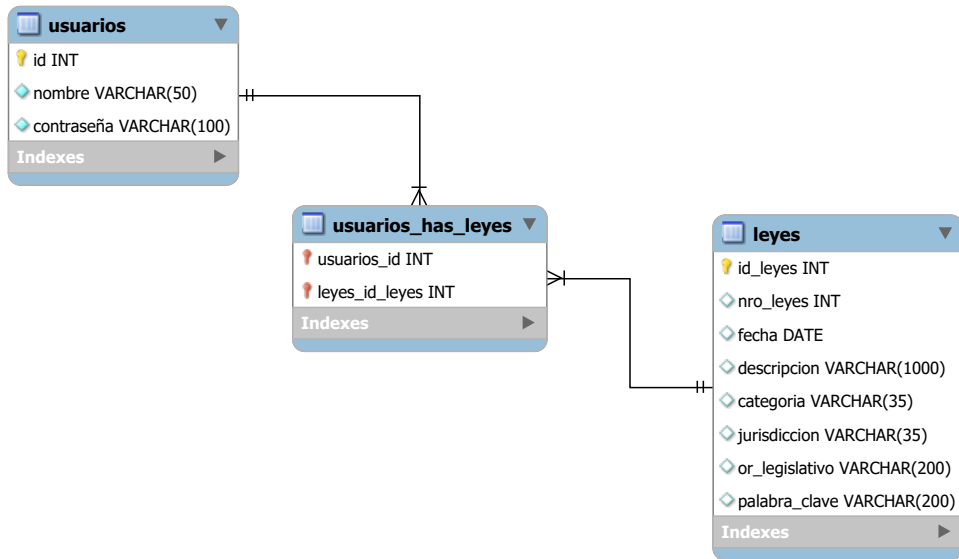 usuarios
id INT
nombre VARCHAR(50)
contraseña VARCHAR(100)
Indexes
usuarios_has_leyes
usuarios_id INT
leyes_id_leyes INT
Indexes
leyes
id_leyes INT
nro_leyes INT
fecha DATE
descripcion VARCHAR(1000)
categoria VARCHAR(35)
jurisdiccion VARCHAR(35)
or_legislativo VARCHAR(200)
palabra_clave VARCHAR(200)
Indexes